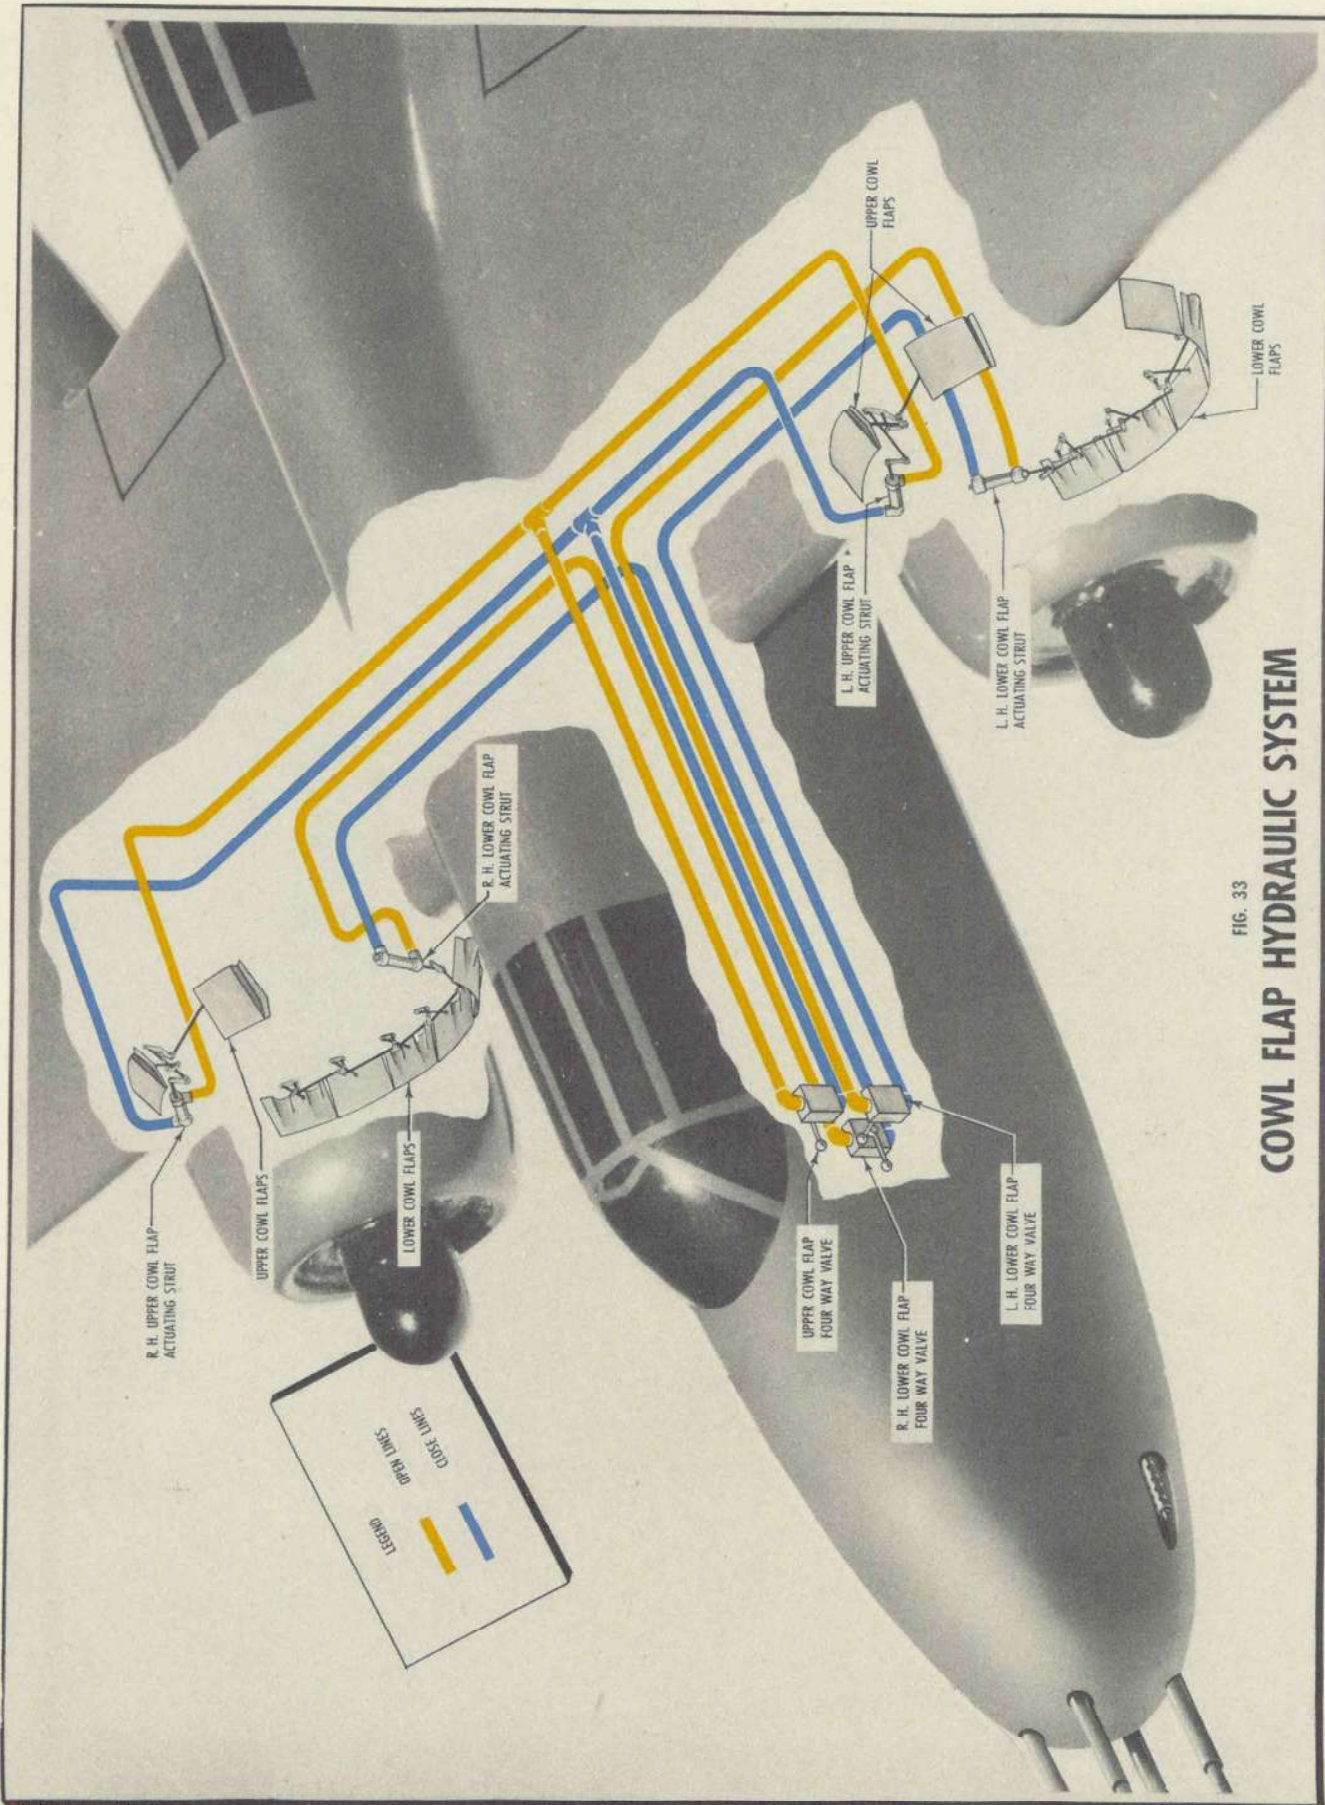 R. H. UPPER COWL FLAP
ACTUATING STRUT
UPPER COWL FLAPS
LOWER COWL FLAPS
R. H. LOWER COWL FLAP
ACTUATING STRUT
LEGEND
OPEN LINES
CLOSE LINES
UPPER COWL FLAP
FOUR WAY VALVE
R. H. LOWER COWL FLAP
FOUR WAY VALVE
L. H. LOWER COWL FLAP
FOUR WAY VALVE
L. H. UPPER COWL FLAP
ACTUATING STRUT
UPPER COWL
FLAPS
L. H. LOWER COWL FLAP
ACTUATING STRUT
LOWER COWL
FLAPS
FIG. 33
COWL FLAP HYDRAULIC SYSTEM